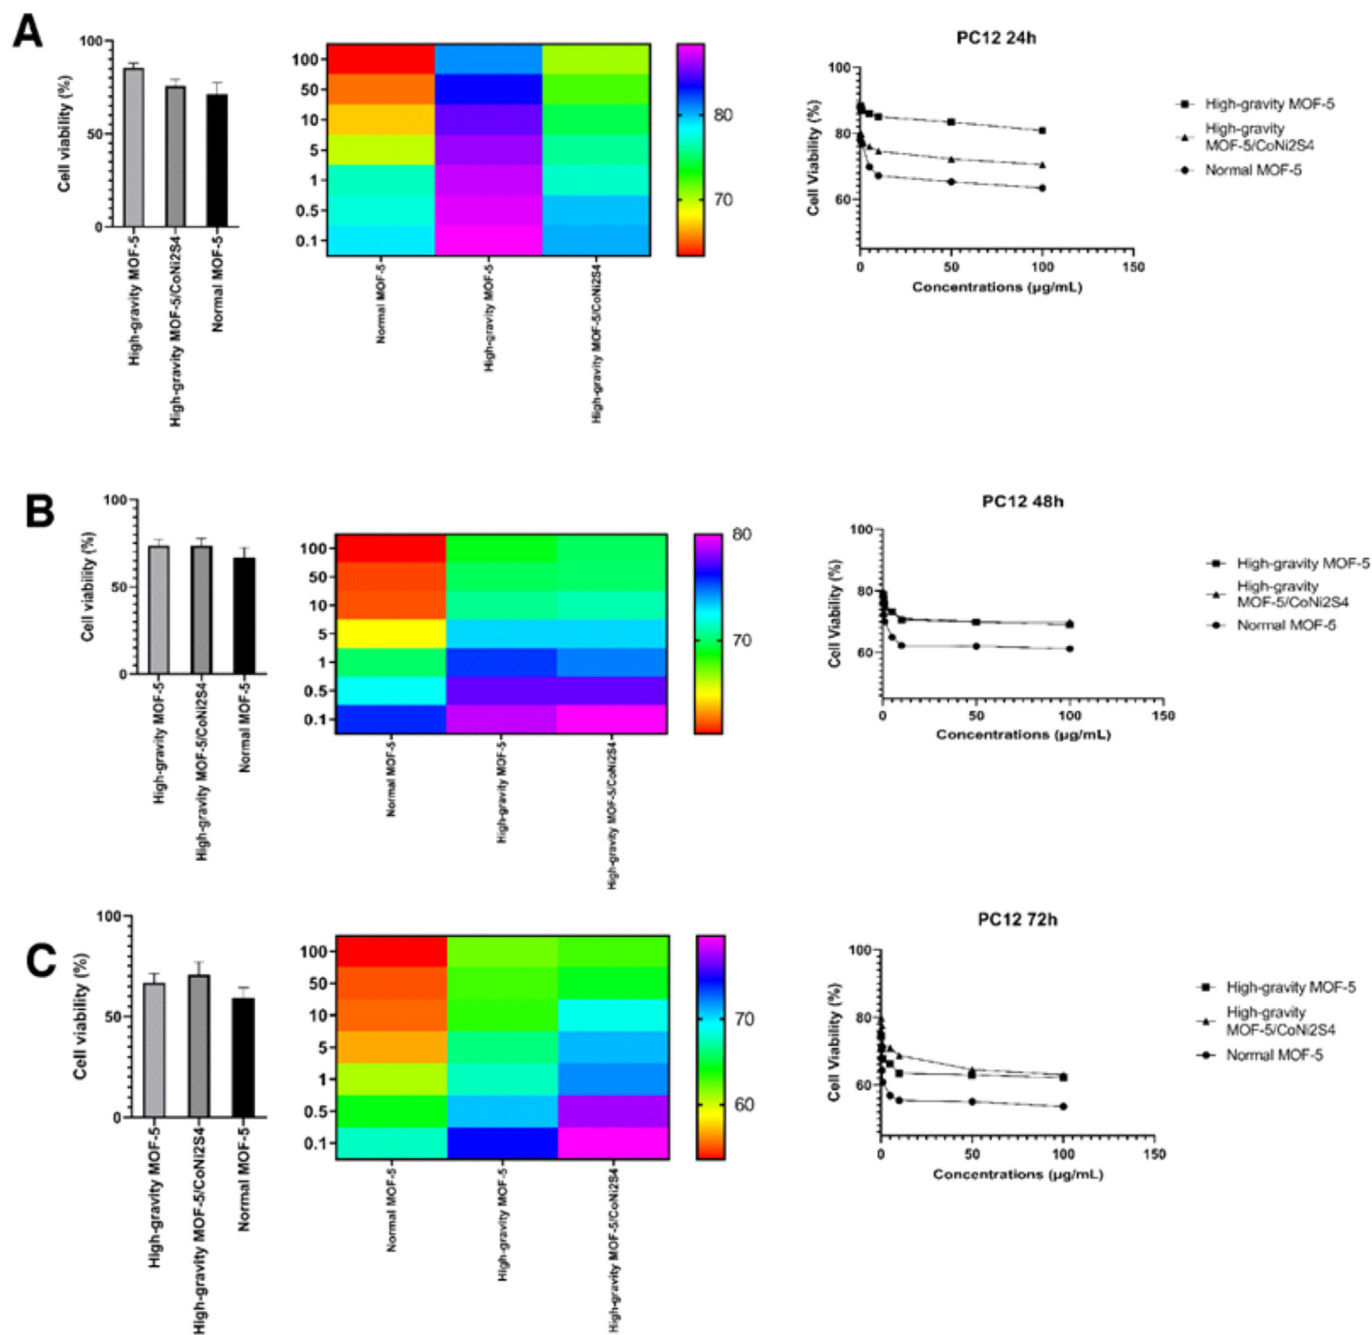 A
100
50
0
Cell viability (%)
High-gravity MOF-5
High-gravity MOF-5/CoNi2S4
Normal MOF-5
100
50
10
5
1
0.5
0.1
Normal MOF-5
High-gravity MOF-5
High-gravity MOF-5/CoNi2S4
80
70
PC12 24h
100
80
60
Cell Viability (%)
0
50
100
150
Concentrations (µg/mL)
High-gravity MOF-5
High-gravity
MOF-5/CoNi2S4
Normal MOF-5
B
100
50
0
Cell viability (%)
High-gravity MOF-5
High-gravity MOF-5/CoNi2S4
Normal MOF-5
100
50
10
5
1
0.5
0.1
Normal MOF-5
High-gravity MOF-5
High-gravity MOF-5/CoNi2S4
80
70
PC12 48h
100
80
60
Cell Viability (%)
0
50
100
150
Concentrations (µg/mL)
High-gravity MOF-5
High-gravity
MOF-5/CoNi2S4
Normal MOF-5
C
100
50
0
Cell viability (%)
High-gravity MOF-5
High-gravity MOF-5/CoNi2S4
Normal MOF-5
100
50
10
5
1
0.5
0.1
Normal MOF-5
High-gravity MOF-5
High-gravity MOF-5/CoNi2S4
70
60
PC12 72h
100
80
60
Cell Viability (%)
0
50
100
150
Concentrations (µg/mL)
High-gravity MOF-5
High-gravity
MOF-5/CoNi2S4
Normal MOF-5